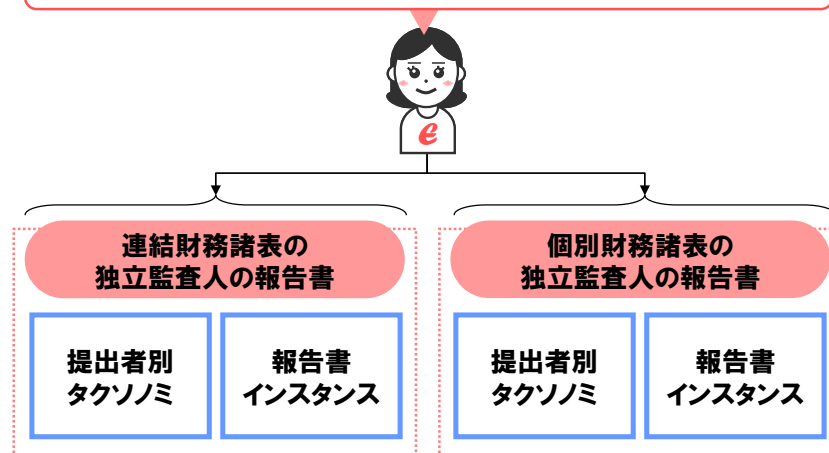 e
連結財務諸表の
独立監査人の報告書
個別財務諸表の
独立監査人の報告書
提出者別
タクソノミ
報告書
インスタンス
提出者別
タクソノミ
報告書
インスタンス